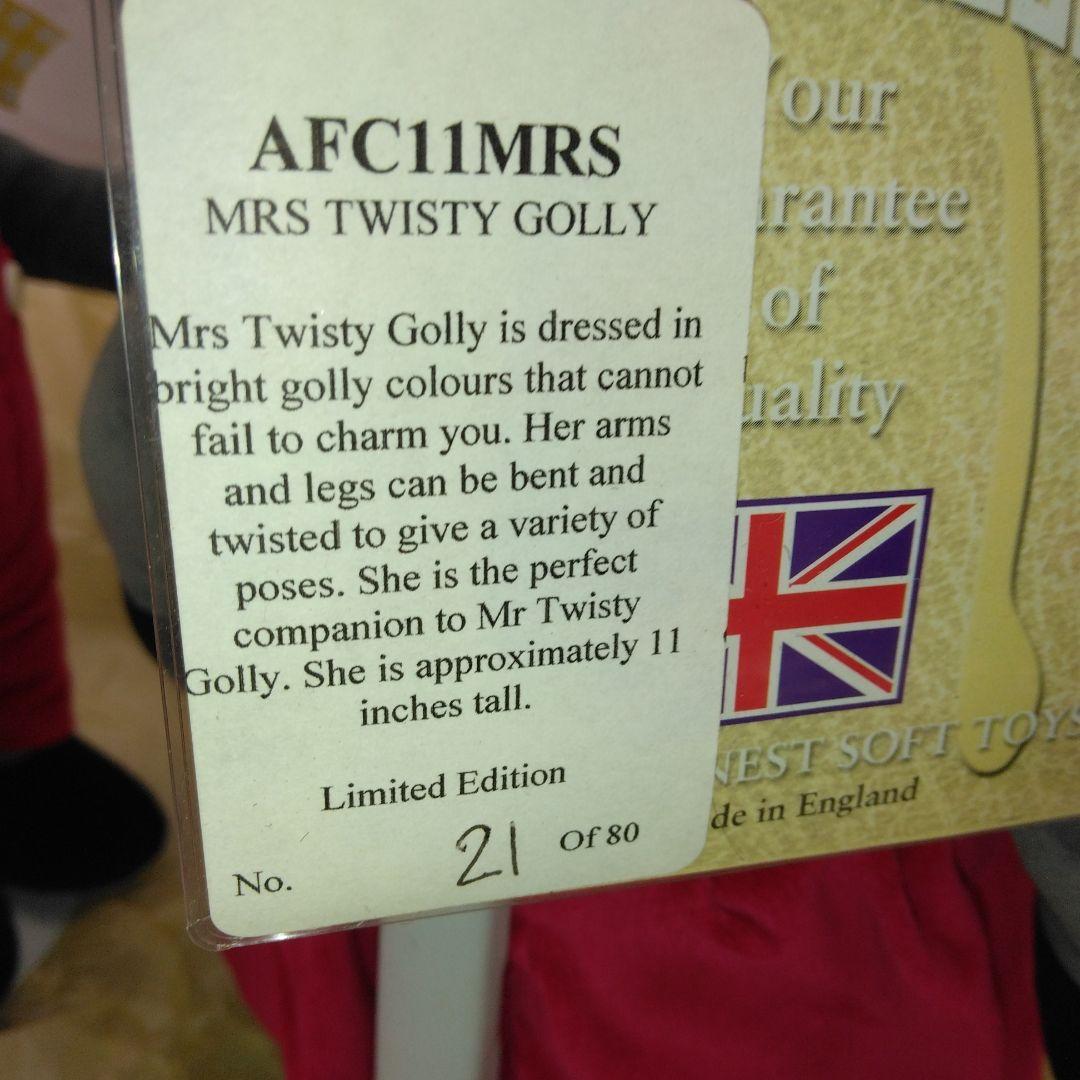 AFC11MRS
MRS TWISTY GOLLY
Mrs Twisty Golly is dressed in
bright golly colours that cannot
fail to charm you. Her arms
and legs can be bent and
twisted to give a variety of
poses. She is the perfect
companion to Mr Twisty
Golly. She is approximately 11
inches tall.
Limited Edition
No. 21 Of 80
Your
arantee
of
uality
NEST SOFT TOYS
de in England